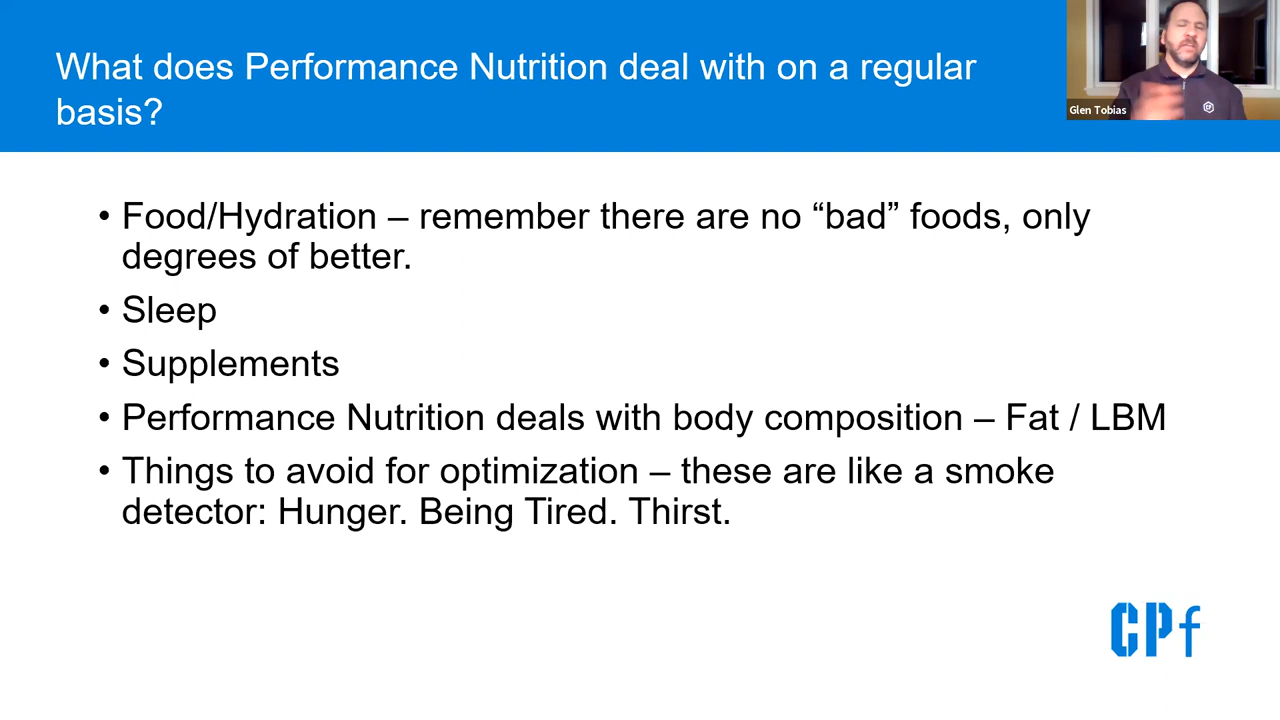 What does Performance Nutrition deal with on a regular
basis?
Glen Tobias
• Food/Hydration – remember there are no “bad” foods, only
degrees of better.
• Sleep
• Supplements
• Performance Nutrition deals with body composition – Fat / LBM
• Things to avoid for optimization – these are like a smoke
detector: Hunger. Being Tired. Thirst.
CPf